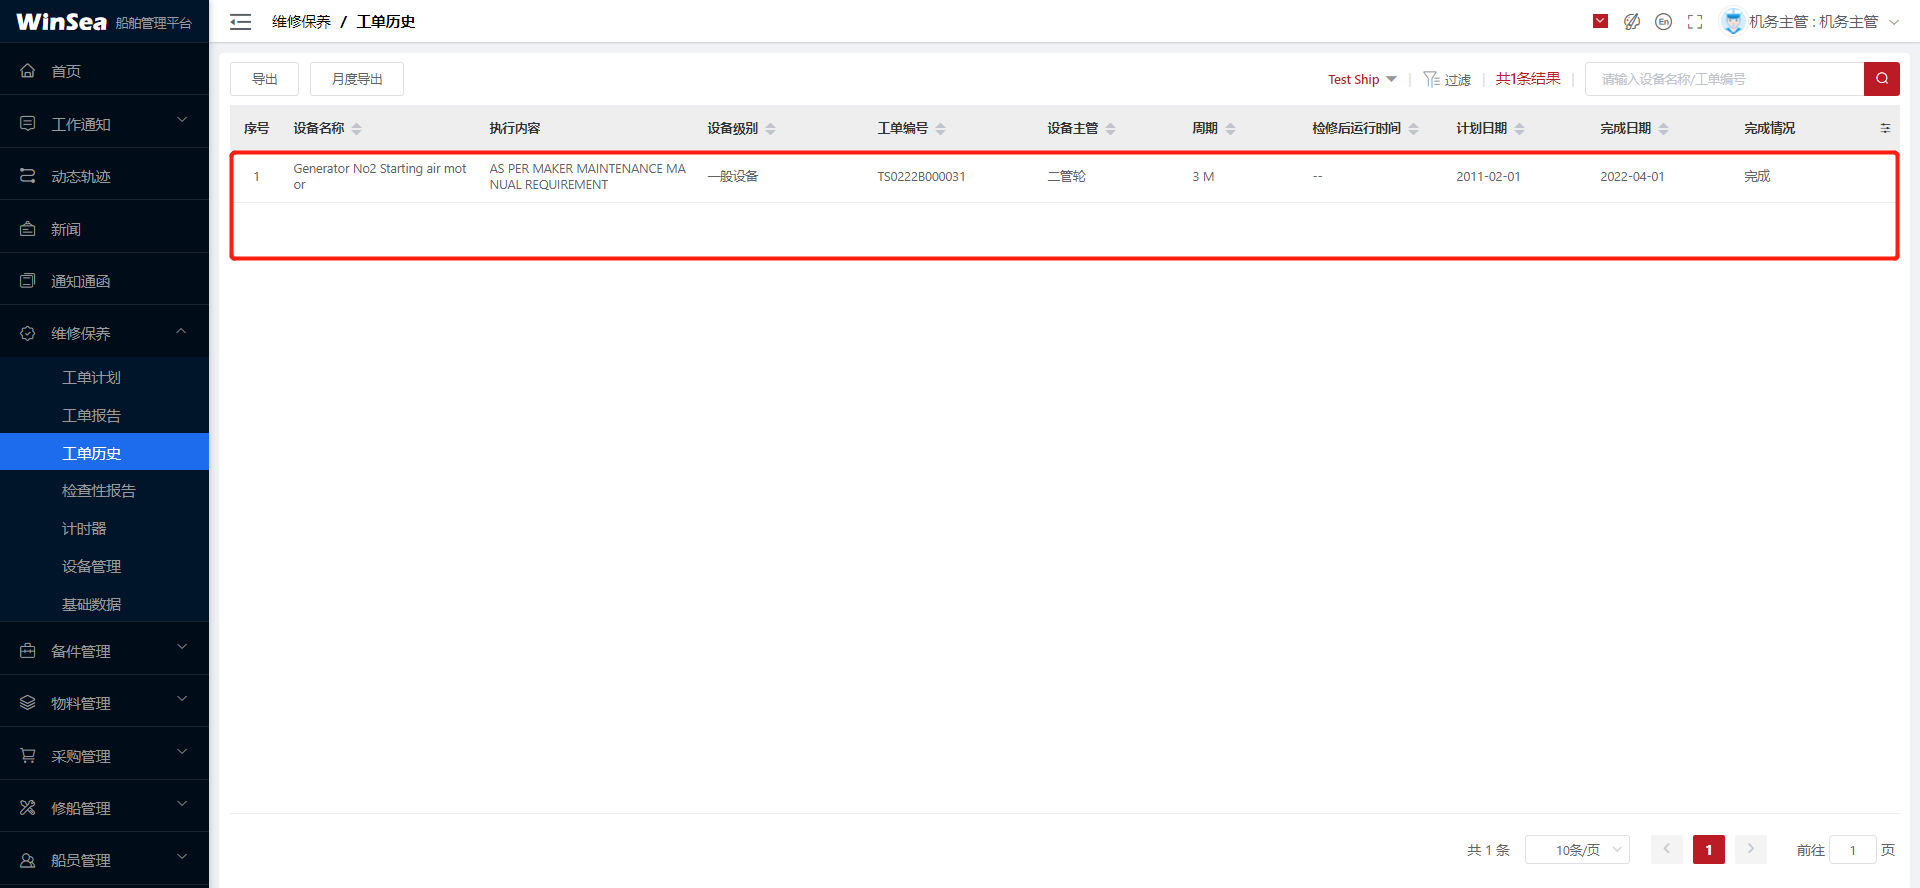 WinSea 船舶管理平台
维修保养 / 工单历史
En
机务主管 : 机务主管
首页
工作通知
动态轨迹
新闻
通知通函
维修保养
工单计划
工单报告
工单历史
检查性报告
计时器
设备管理
基础数据
备件管理
物料管理
采购管理
修船管理
船员管理
导出 月度导出
Test Ship 过滤 共1条结果 请输入设备名称/工单编号
序号 设备名称 执行内容 设备级别 工单编号 设备主管 周期 检修后运行时间 计划日期 完成日期 完成情况
1 Generator No2 Starting air mot
or
AS PER MAKER MAINTENANCE MA
NUAL REQUIREMENT
一般设备 TS0222B000031 二管轮 3 M -- 2011-02-01 2022-04-01 完成
共 1 条 10条/页 1 前往 1 页